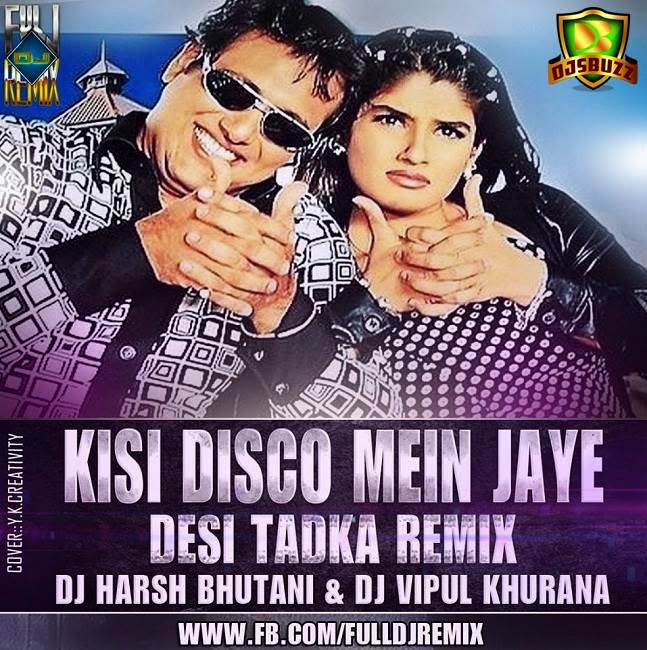 FULL
DJ
REMIX
DJSBUZZ
COVER::Y.K.CREATIVITY
KISI DISCO MEIN JAYE
DESI TADKA REMIX
DJ HARSH BHUTANI & DJ VIPUL KHURANA
WWW.FB.COM/FULLDJREMIX